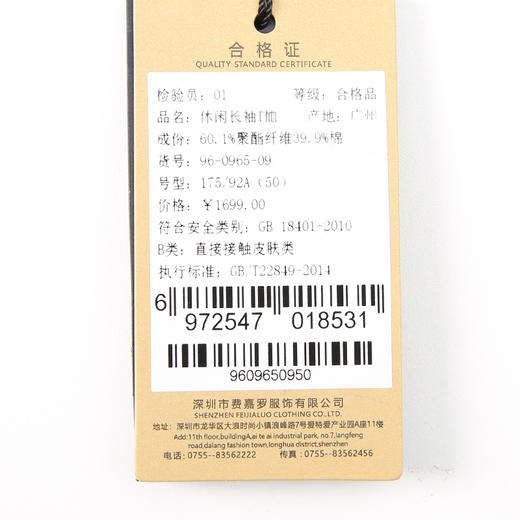 合格证
QUALITY STANDARD CERTIFICATE
检验员: 01 等级: 合格品
品名: 休闲长袖T恤 产地: 广州
成份: 60.1%聚酯纤维39.9%棉
货号: 96-0965-09
号型: 175/92A (50)
价格: ￥1699.00
符合安全类别: GB 18401-2010
B类: 直接接触皮肤类
执行标准: GB/T22849-2014
6 972547 018531
9609650950
深圳市费嘉罗服饰有限公司
SHENZHEN FEIJIALUO CLOTHING CO.,LTD
地址: 深圳市龙华区大浪时尚小镇浪峰路7号爱特爱产业园A座11楼
Add:11th floor,buildingA,ai te ai industrial park, no.7,langfeng
road,dalang fashion town,longhua district,shenzhen
电话: 0755--83562222 传真: 0755--83562456